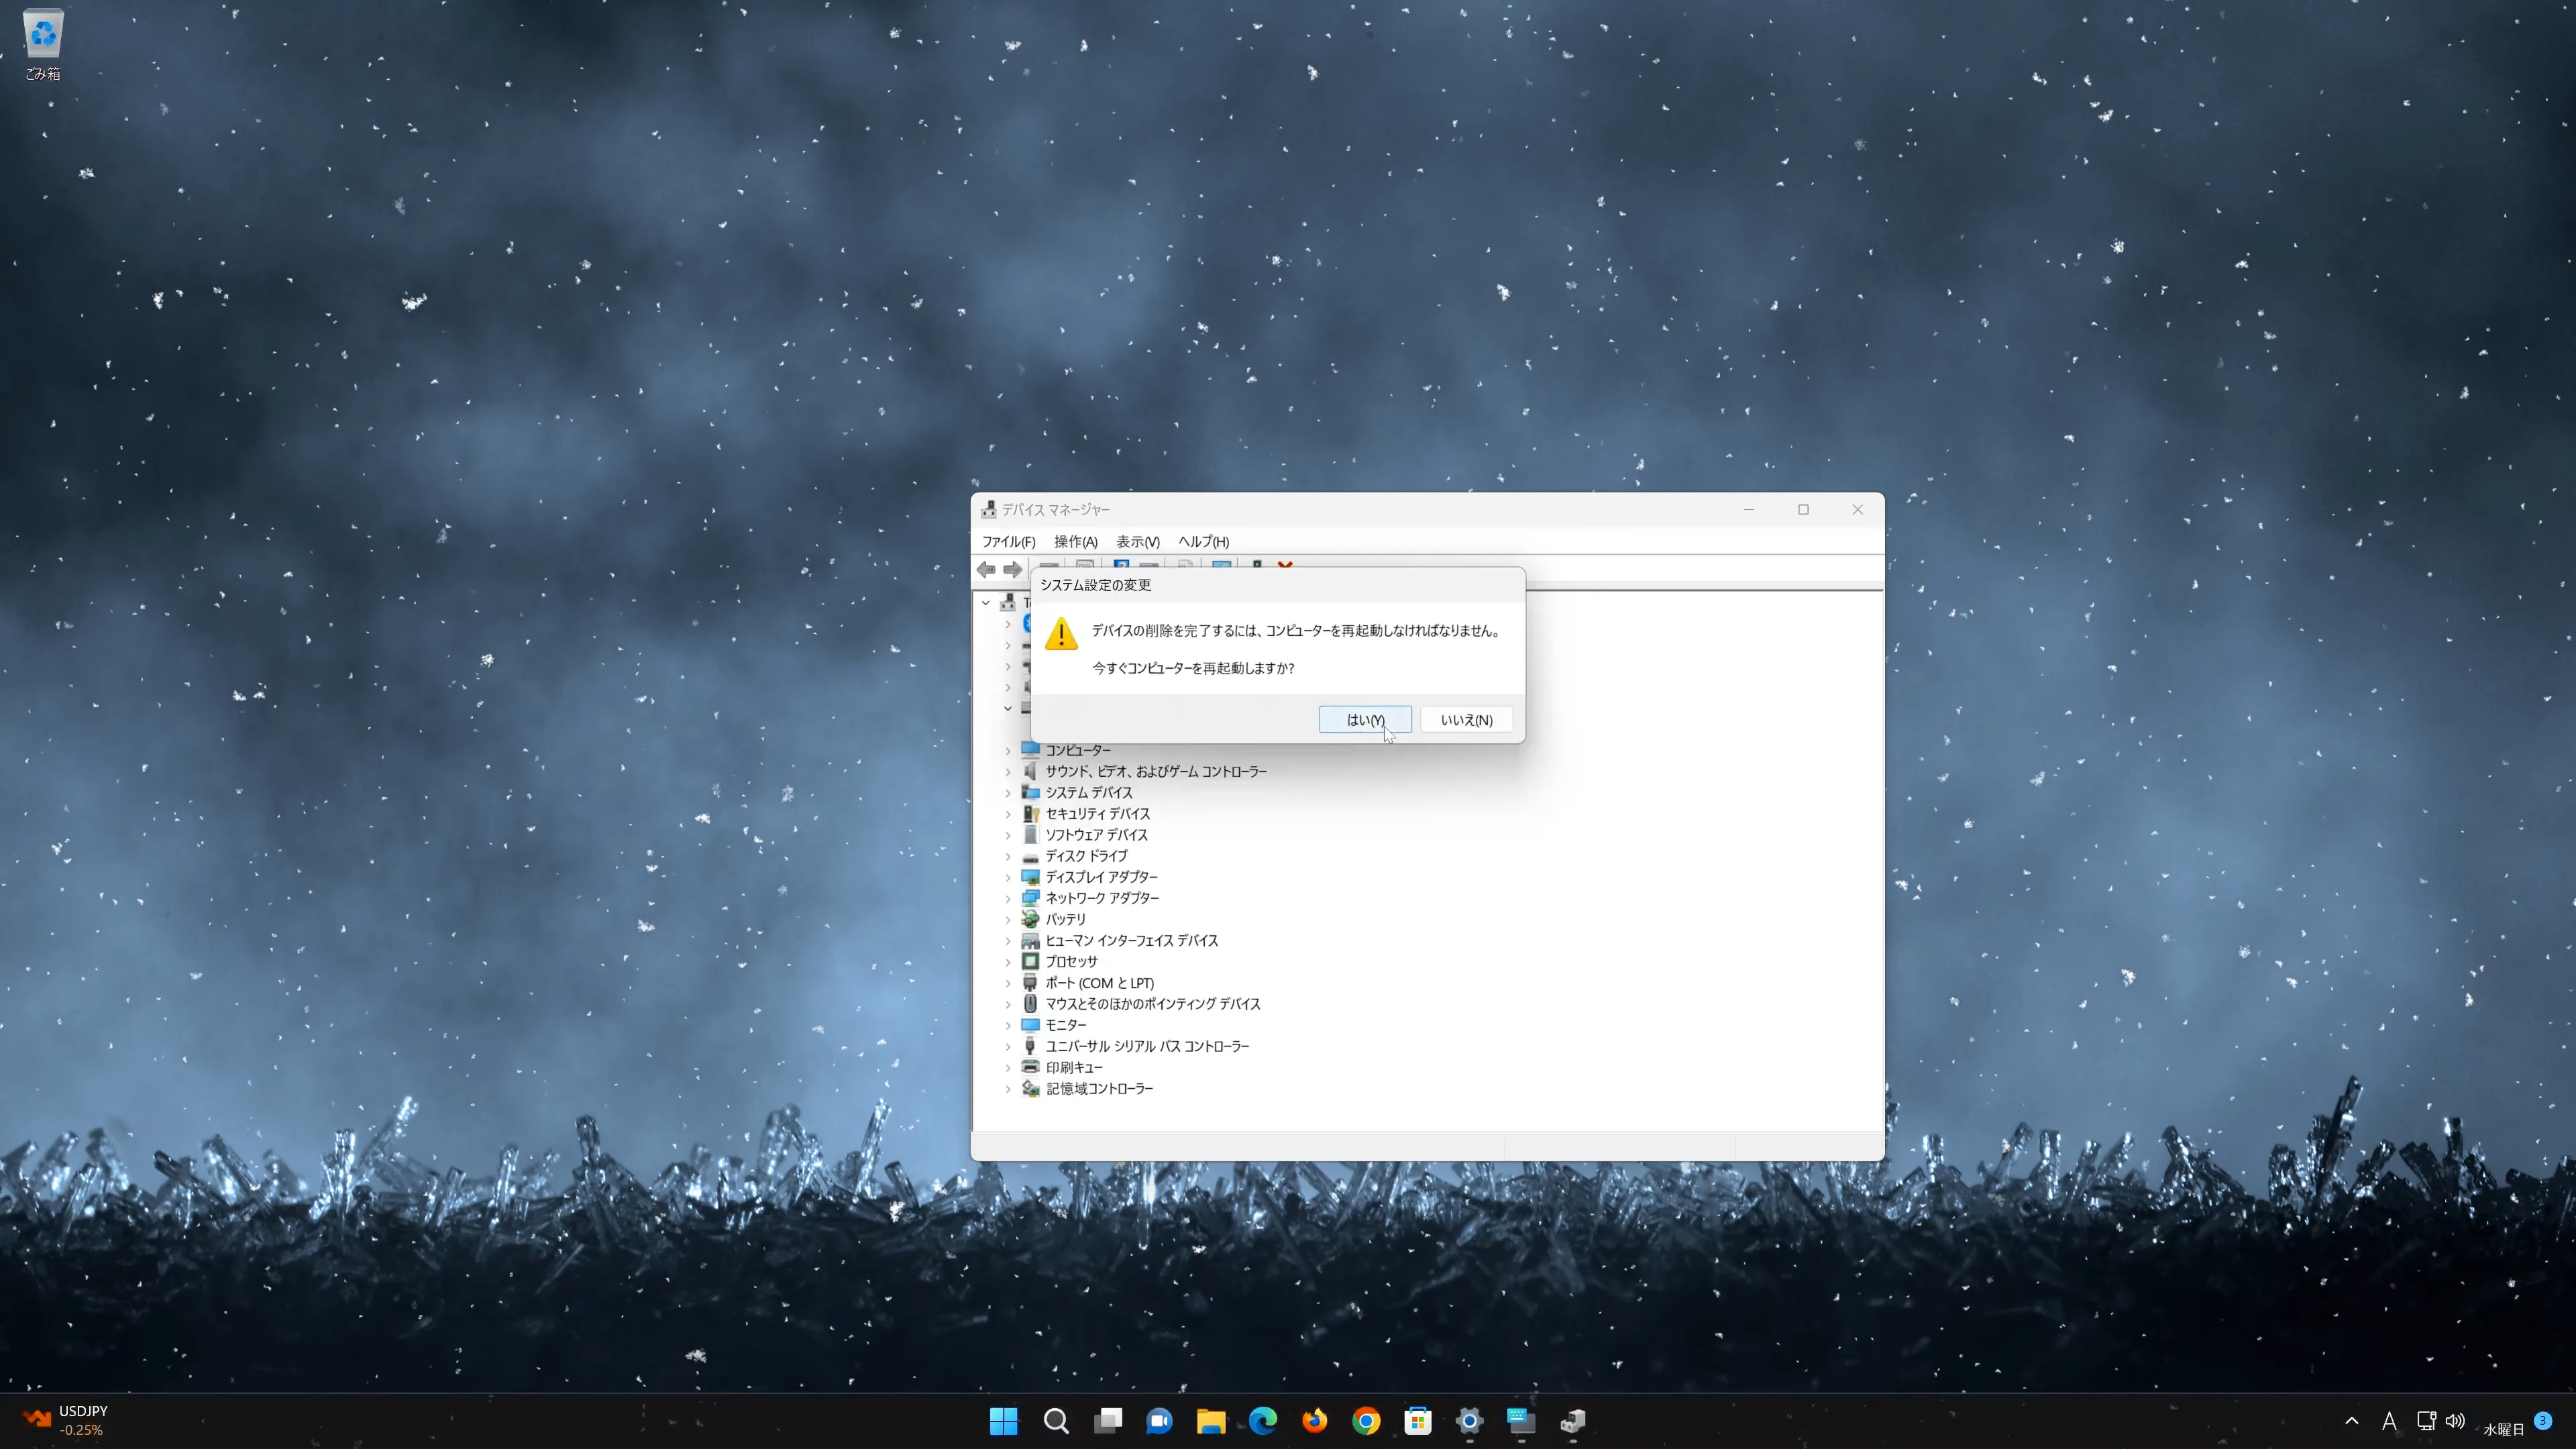 ごみ箱
デバイス マネージャー
ファイル(F) 操作(A) 表示(V) ヘルプ(H)
システム設定の変更
デバイスの削除を完了するには、コンピューターを再起動しなければなりません。
今すぐコンピューターを再起動しますか?
はい(Y) いいえ(N)
コンピューター
サウンド、ビデオ、およびゲーム コントローラー
システム デバイス
セキュリティ デバイス
ソフトウェア デバイス
ディスク ドライブ
ディスプレイ アダプター
ネットワーク アダプター
バッテリ
ヒューマン インターフェイス デバイス
プロセッサ
ポート (COM と LPT)
マウスとそのほかのポインティング デバイス
モニター
ユニバーサル シリアル バス コントローラー
印刷キュー
記憶域コントローラー
USDJPY
-0.25%
A
水曜日
3